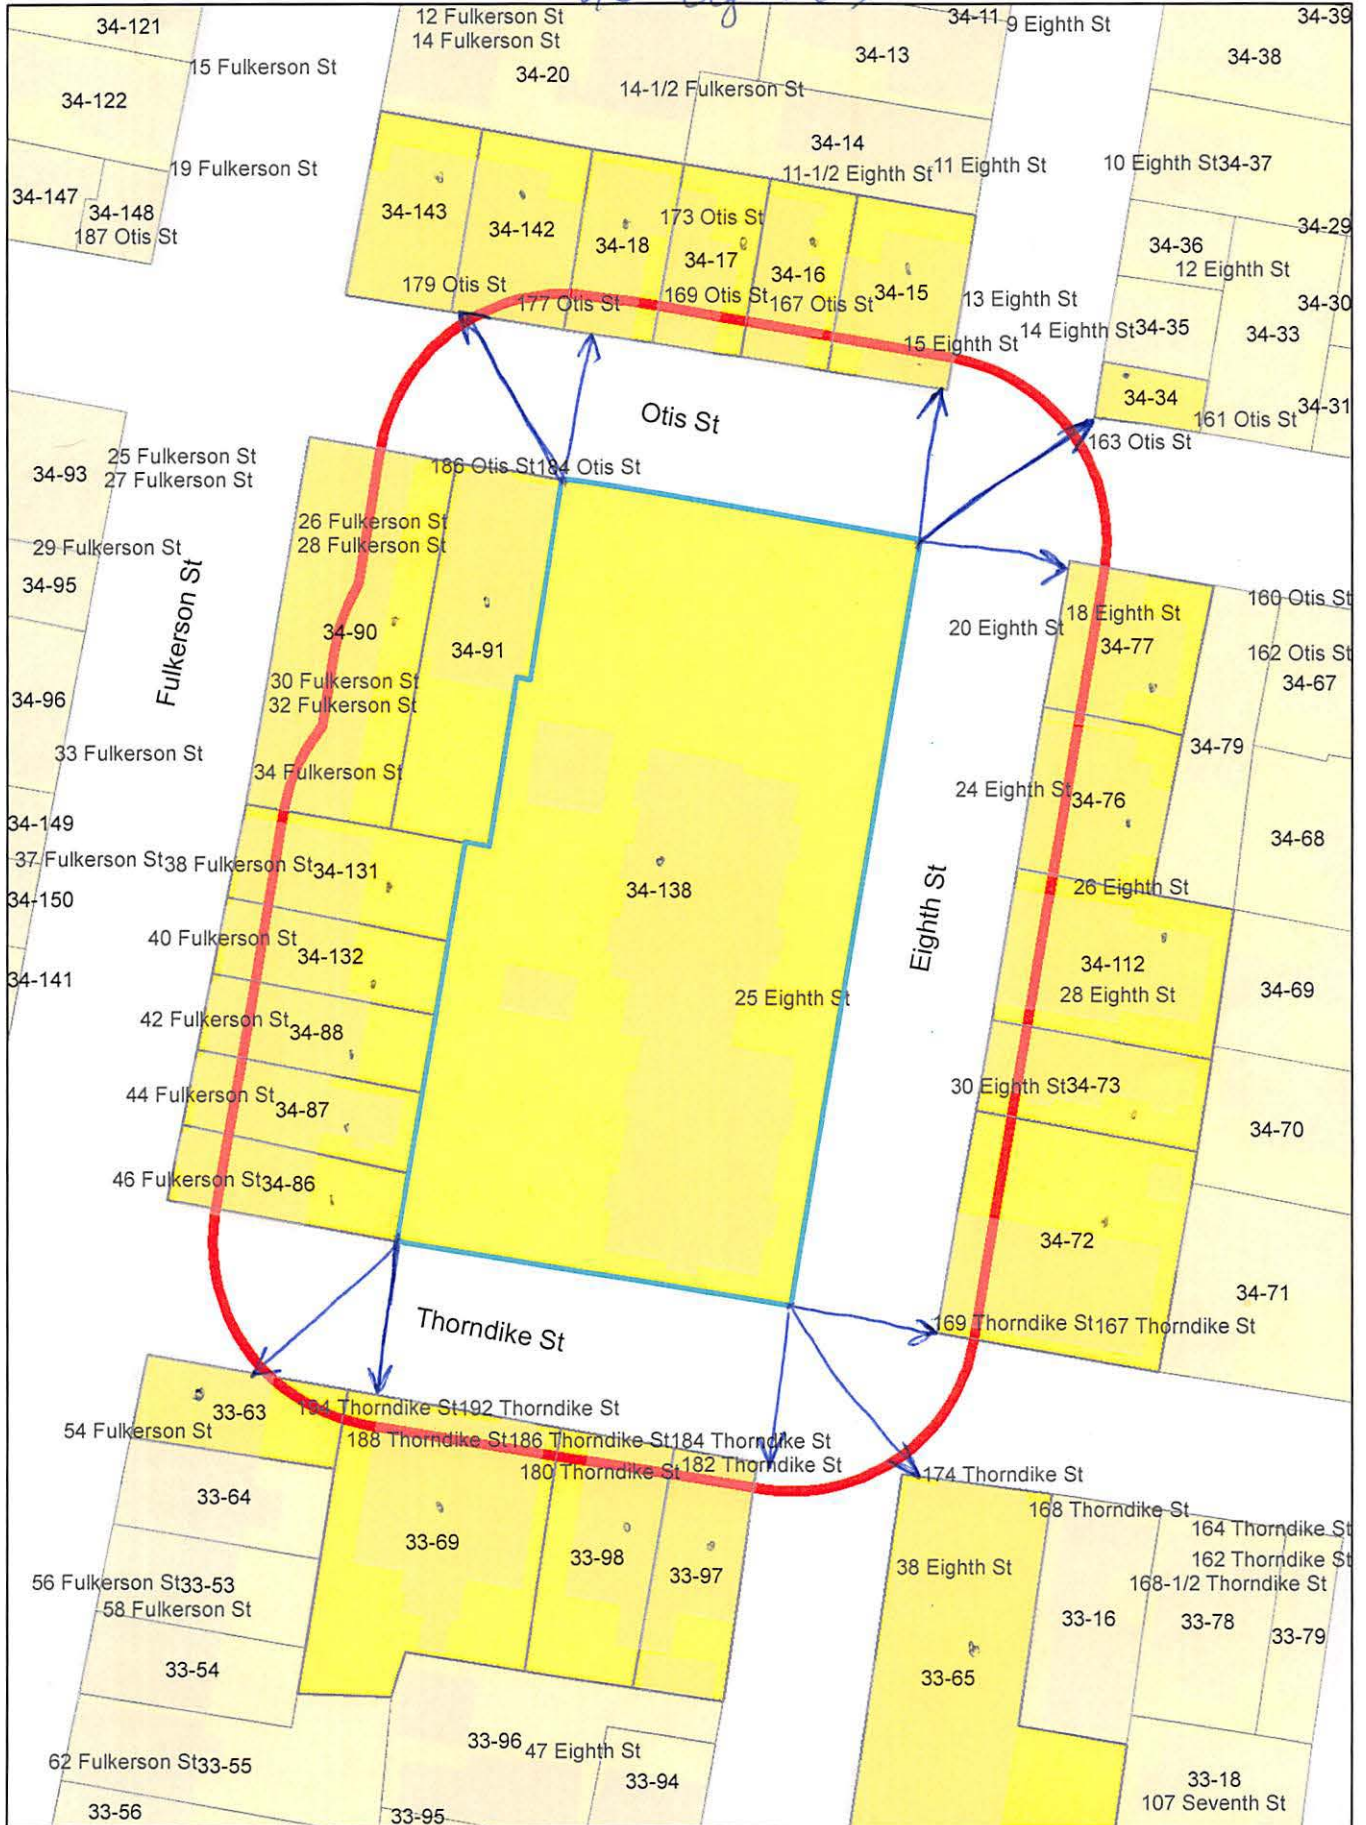 12 Fulkerson St
14 Fulkerson St
34-20
14-1/2 Fulkerson St
34-11
9 Eighth St
34-13
34-39
34-38
34-121
15 Fulkerson St
34-122
19 Fulkerson St
34-147
34-148
187 Otis St
34-14
11-1/2 Eighth St
11 Eighth St
10 Eighth St
34-37
34-143
34-142
34-18
173 Otis St
34-17
34-16
34-15
34-36
34-29
12 Eighth St
179 Otis St
177 Otis St
169 Otis St
167 Otis St
13 Eighth St
34-30
15 Eighth St
14 Eighth St
34-35
34-33
34-34
34-31
161 Otis St
163 Otis St
Otis St
34-93
25 Fulkerson St
27 Fulkerson St
186 Otis St
184 Otis St
26 Fulkerson St
28 Fulkerson St
29 Fulkerson St
34-95
Fulkerson St
34-90
34-91
20 Eighth St
18 Eighth St
34-77
160 Otis St
162 Otis St
34-67
30 Fulkerson St
32 Fulkerson St
34-96
33 Fulkerson St
34 Fulkerson St
34-79
24 Eighth St
34-76
34-68
34-149
37 Fulkerson St
38 Fulkerson St
34-131
34-138
26 Eighth St
34-150
Eighth St
40 Fulkerson St
34-132
34-112
28 Eighth St
34-69
34-141
25 Eighth St
42 Fulkerson St
34-88
44 Fulkerson St
34-87
30 Eighth St
34-73
34-70
46 Fulkerson St
34-86
34-72
34-71
Thorndike St
169 Thorndike St
167 Thorndike St
33-63
194 Thorndike St
192 Thorndike St
54 Fulkerson St
188 Thorndike St
186 Thorndike St
184 Thorndike St
180 Thorndike St
182 Thorndike St
174 Thorndike St
33-64
168 Thorndike St
164 Thorndike St
33-69
33-98
33-97
38 Eighth St
162 Thorndike St
168-1/2 Thorndike St
56 Fulkerson St
33-53
58 Fulkerson St
33-16
33-78
33-79
33-54
33-65
62 Fulkerson St
33-55
33-96
47 Eighth St
33-94
33-18
107 Seventh St
33-56
33-95